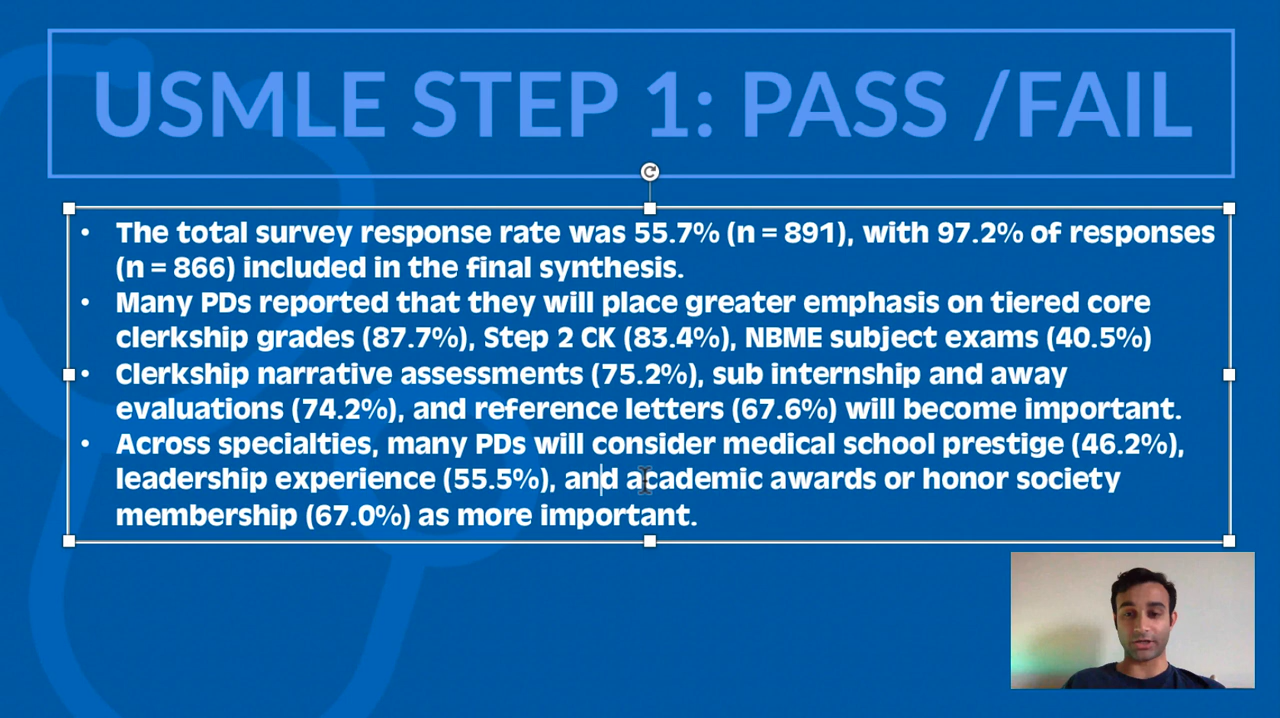 USMLE STEP 1: PASS /FAIL
• The total survey response rate was 55.7% (n = 891), with 97.2% of responses
(n = 866) included in the final synthesis.
• Many PDs reported that they will place greater emphasis on tiered core
clerkship grades (87.7%), Step 2 CK (83.4%), NBME subject exams (40.5%)
• Clerkship narrative assessments (75.2%), sub internship and away
evaluations (74.2%), and reference letters (67.6%) will become important.
• Across specialties, many PDs will consider medical school prestige (46.2%),
leadership experience (55.5%), and academic awards or honor society
membership (67.0%) as more important.